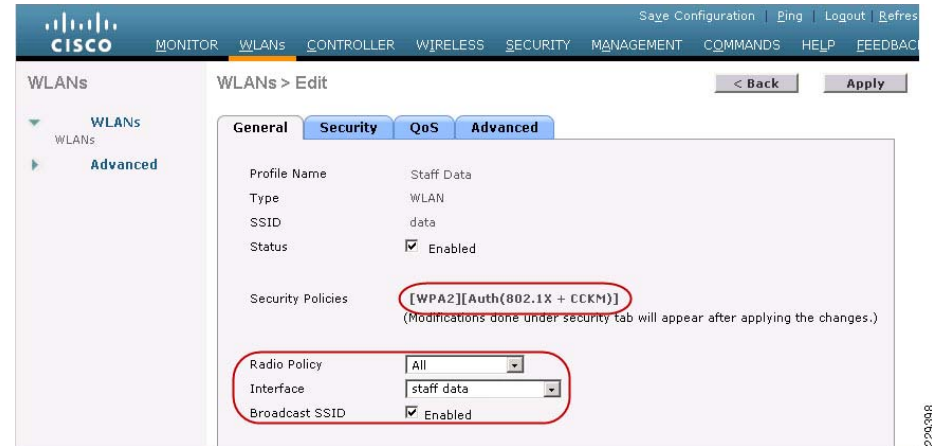 Save Configuration | Ping | Logout | Refres
CISCO
MONITOR WLANs CONTROLLER WIRELESS SECURITY MANAGEMENT COMMANDS HELP FEEDBAC
WLANs
WLANs > Edit
< Back
Apply
WLANs
WLANs
Advanced
General Security QoS Advanced
Profile Name Staff Data
Type WLAN
SSID data
Status Enabled
Security Policies [WPA2][Auth(802.1X + CCKM)]
(Modifications done under security tab will appear after applying the changes.)
Radio Policy All
Interface staff data
Broadcast SSID Enabled
229398